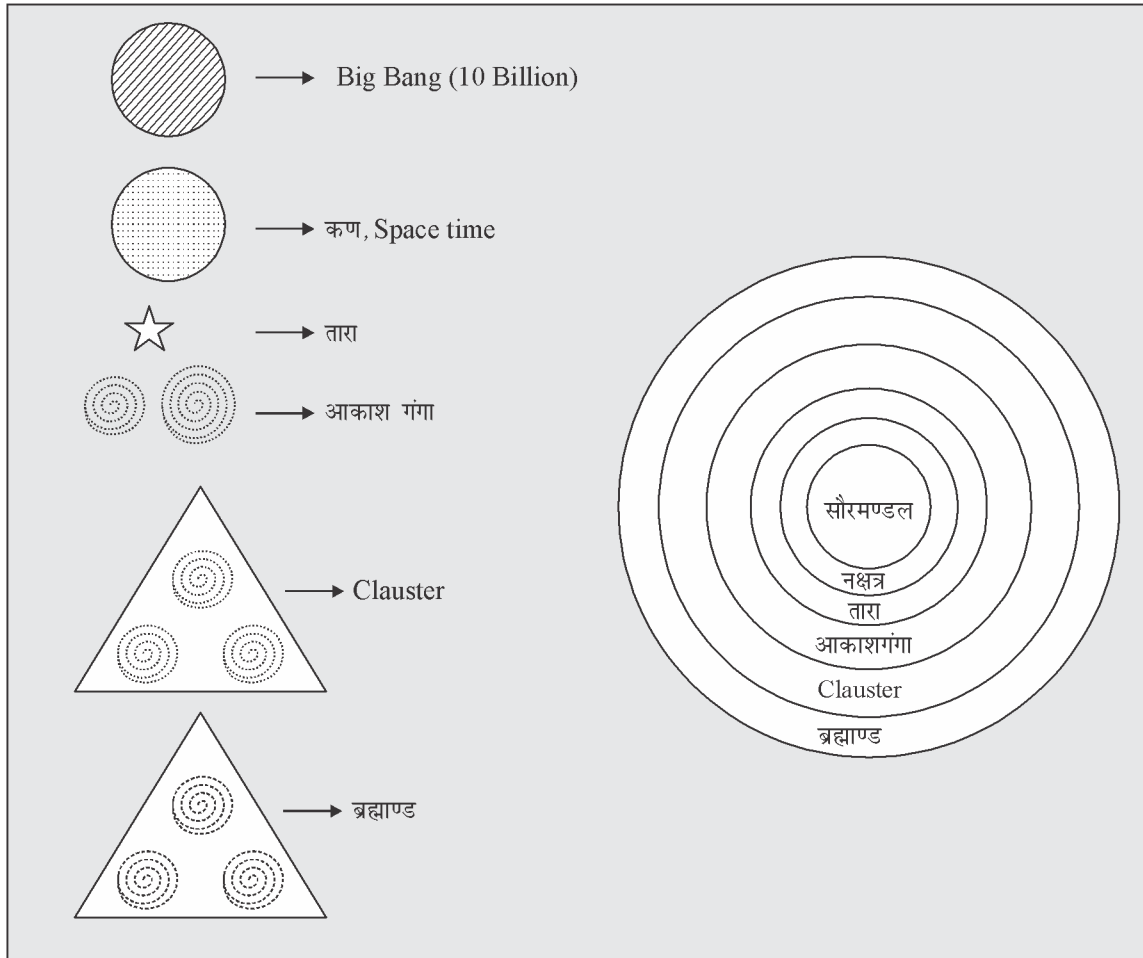 Big Bang (10 Billion)
कण, Space time
तारा
आकाश गंगा
Clauster
ब्रह्माण्ड
सौरमण्डल
नक्षत्र
तारा
आकाशगंगा
Clauster
ब्रह्माण्ड